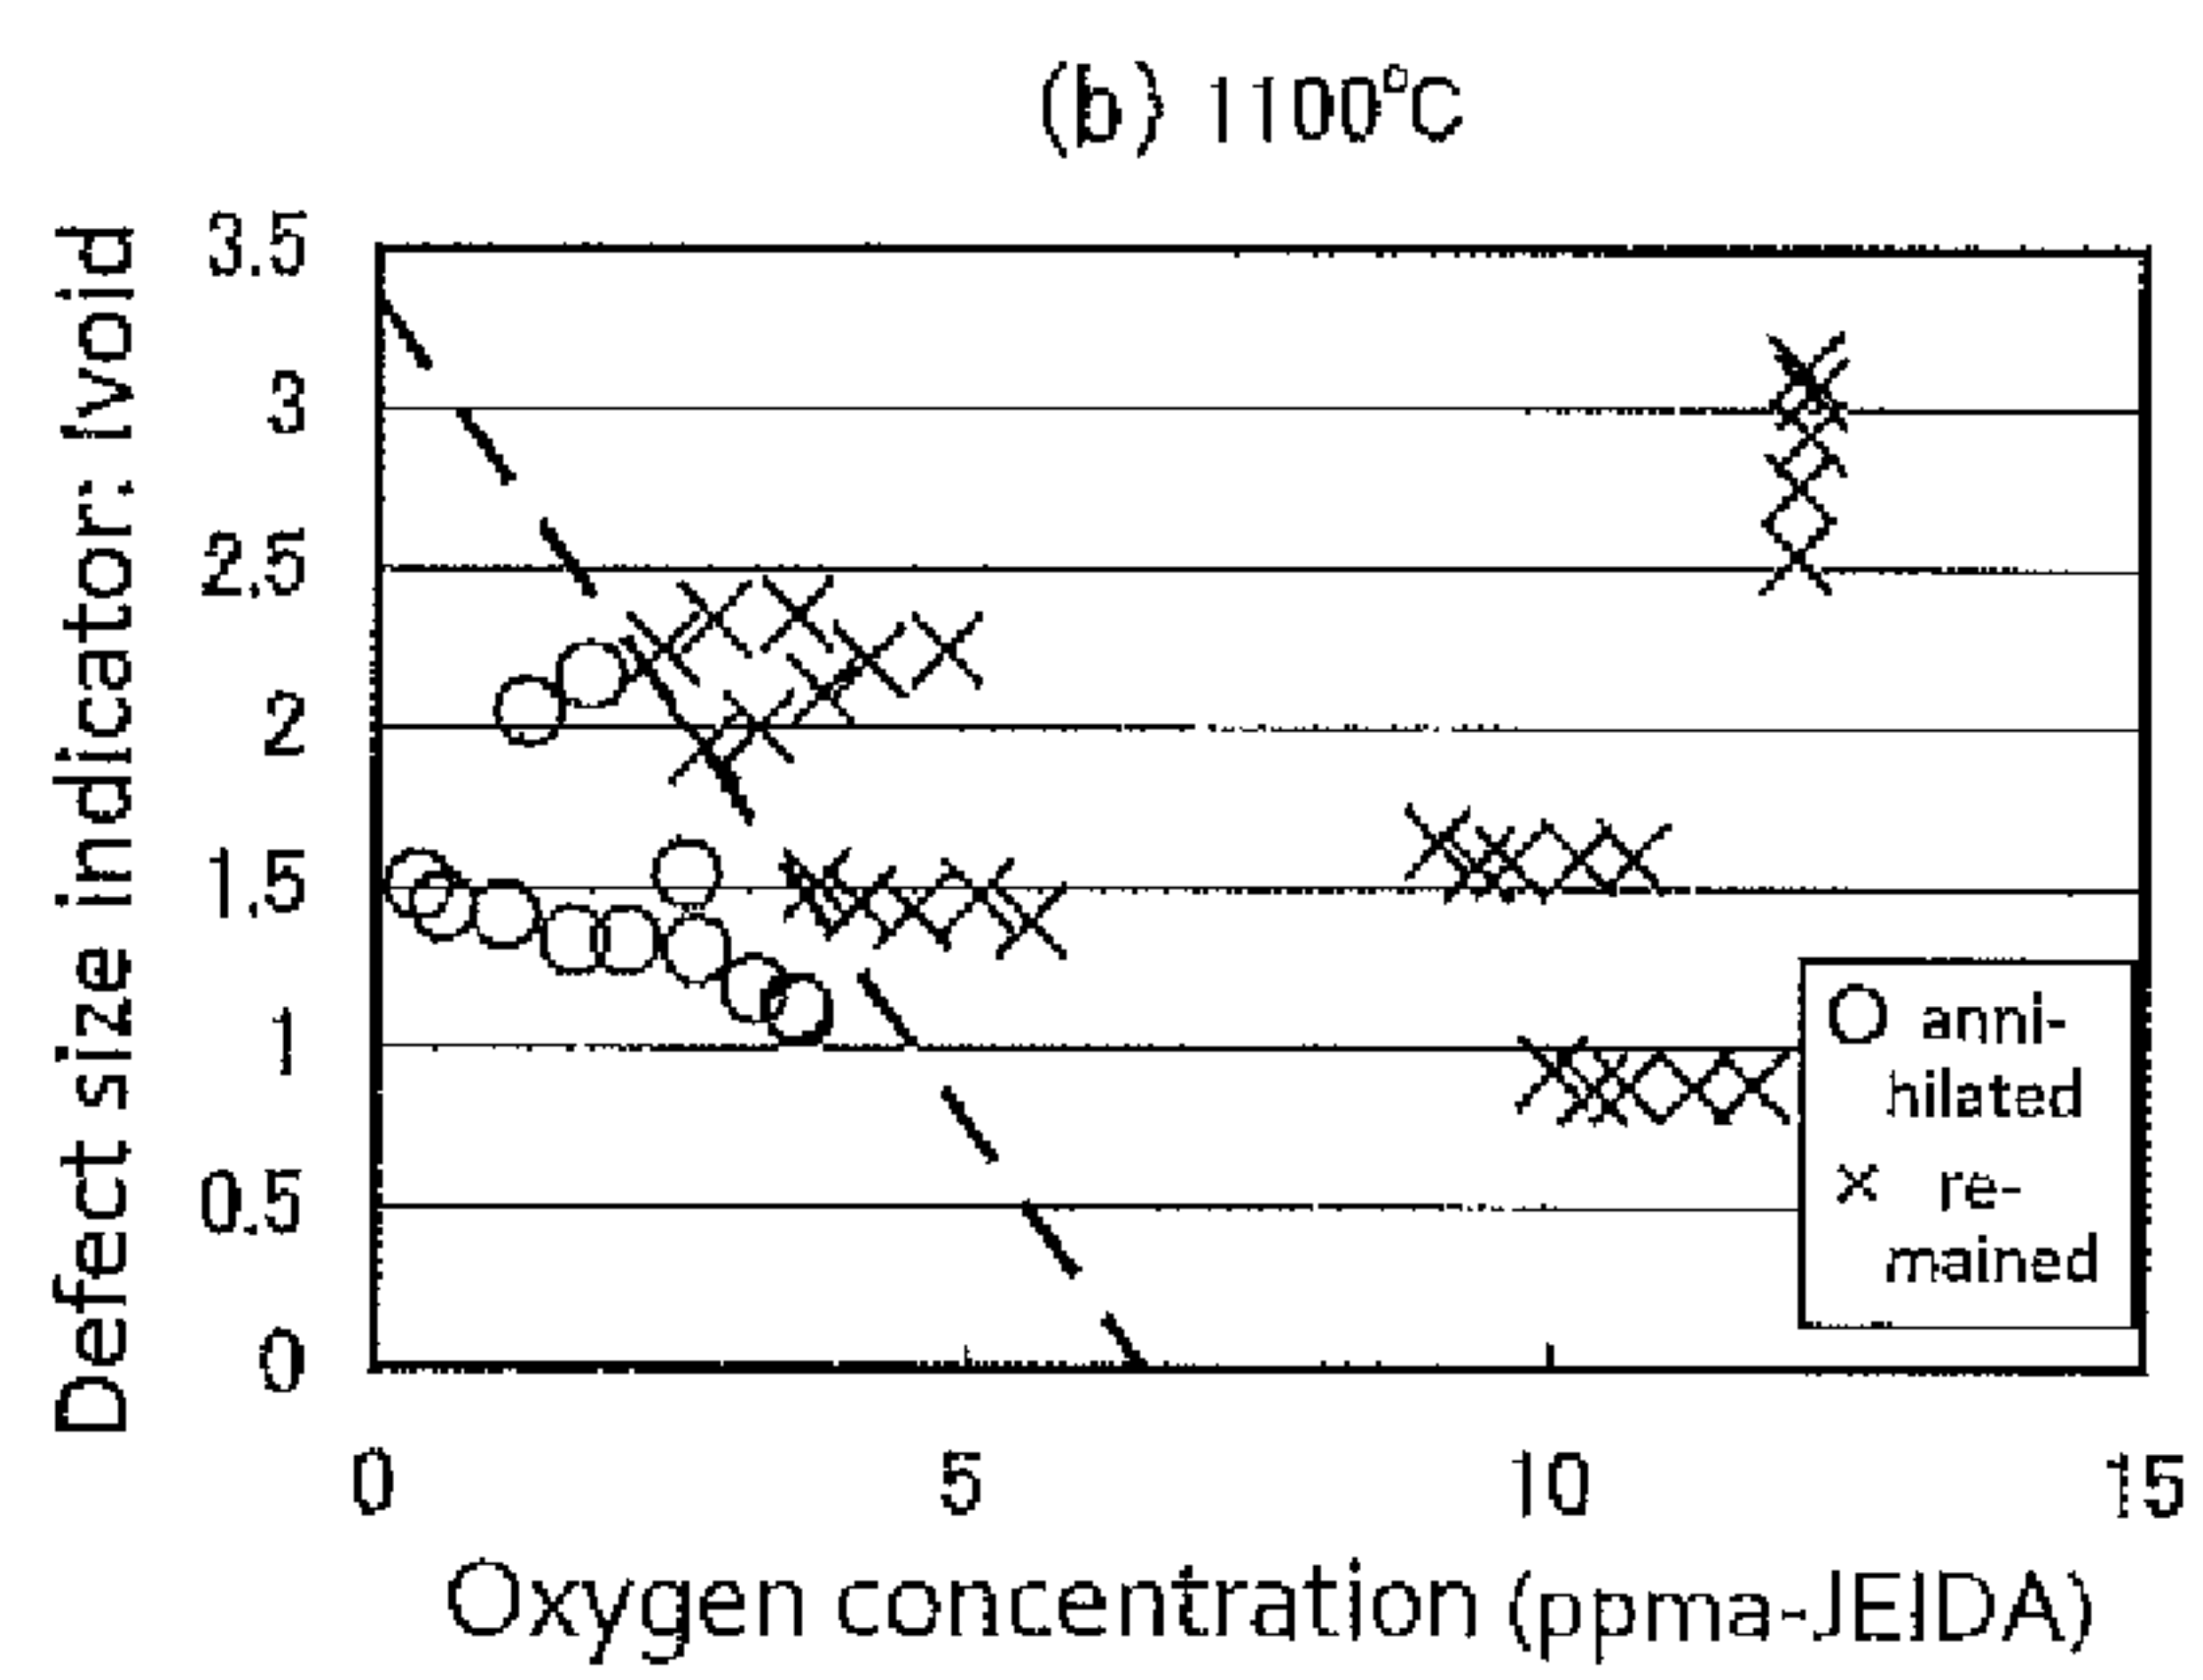 (b) 1100°C
Defect size indicator: lvoid
3.5
3
2.5
2
1.5
1
0.5
0
0 5 10 15
Oxygen concentration (ppma-JEIDA)
anni-
hilated
re-
mained